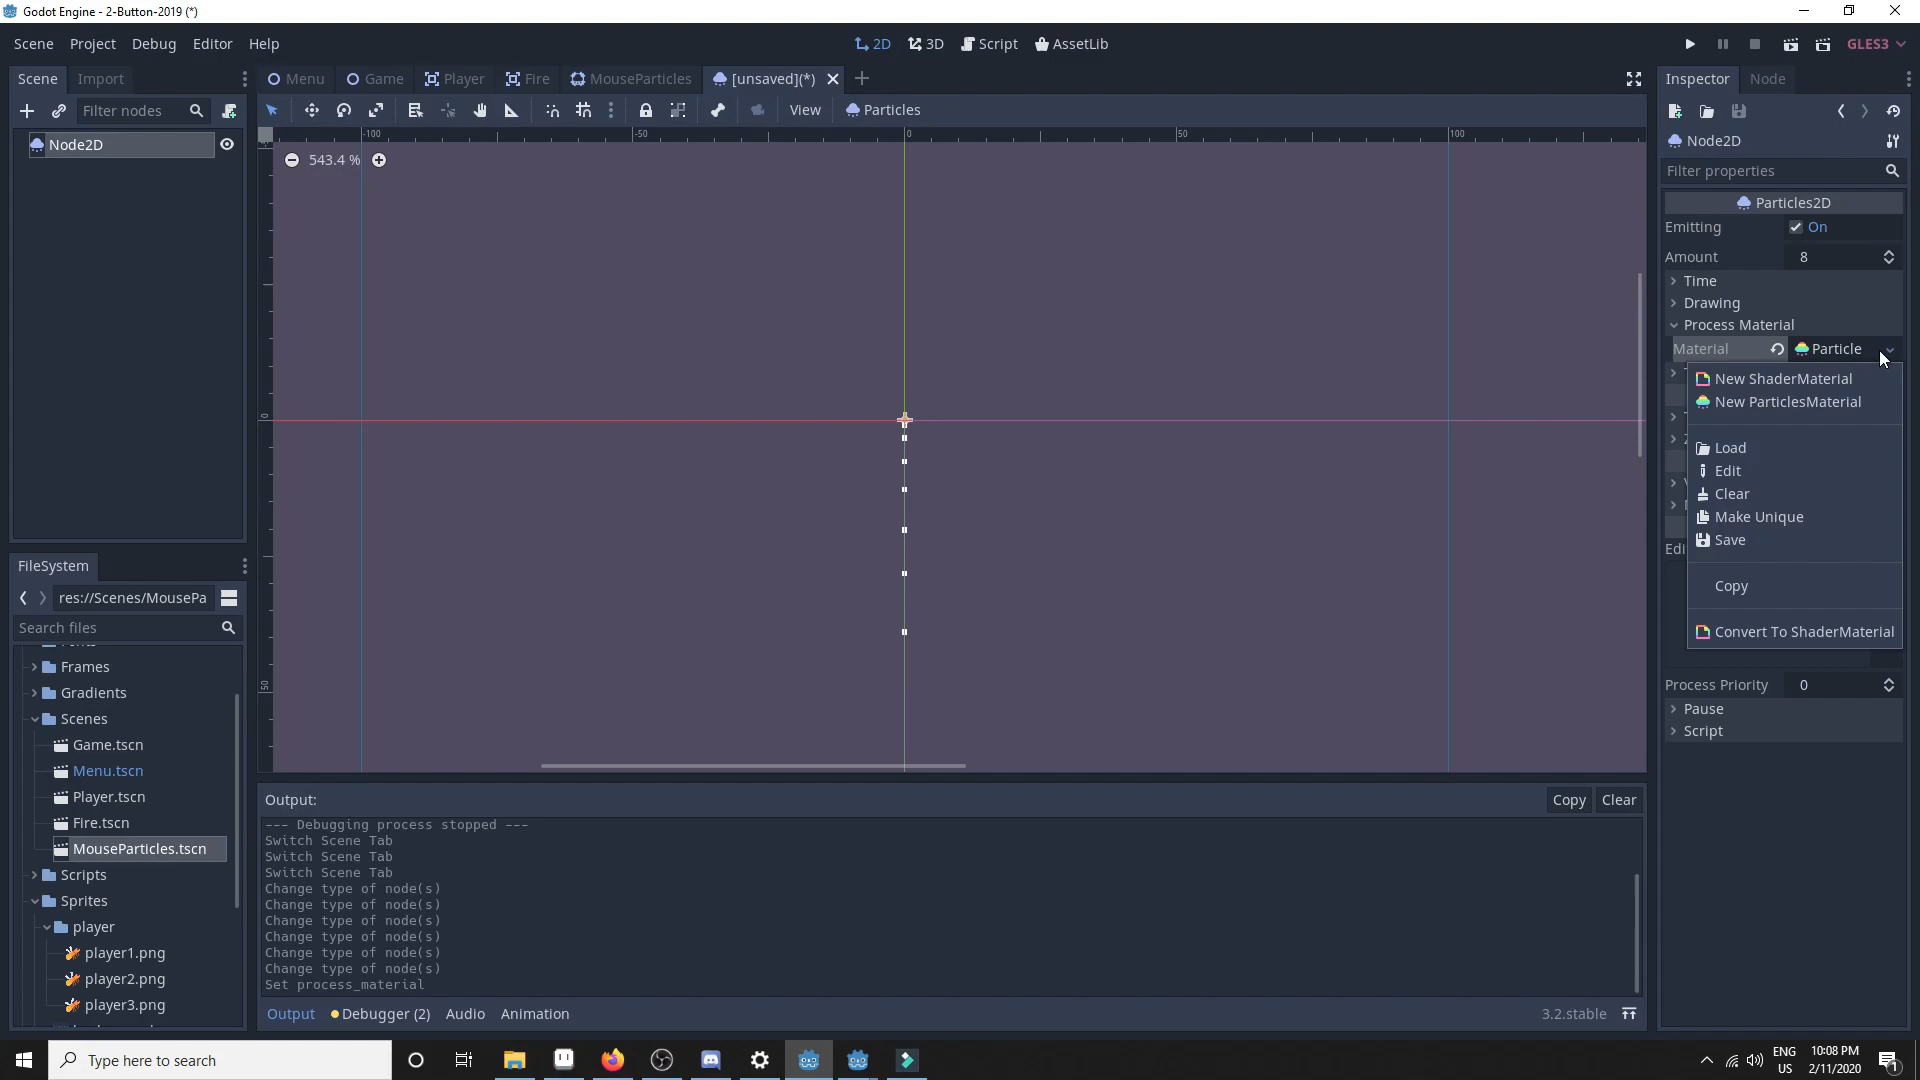 Godot Engine - 2-Button-2019 (*)
Scene Project Debug Editor Help
2D 3D Script AssetLib
GLES3
Scene Import
Menu Game Player Fire MouseParticles [unsaved](*)
Inspector Node
Filter nodes
View Particles
Node2D
543.4 %
-100 -50 0 50 100
0
50
Node2D
Filter properties
Particles2D
Emitting On
Amount 8
Time
Drawing
Process Material
Material Particle
New ShaderMaterial
New ParticlesMaterial
Load
Edit
Clear
Make Unique
Save
Copy
Convert To ShaderMaterial
Process Priority 0
Pause
Script
FileSystem
res://Scenes/MousePa
Search files
Frames
Gradients
Scenes
Game.tscn
Menu.tscn
Player.tscn
Fire.tscn
MouseParticles.tscn
Scripts
Sprites
player
player1.png
player2.png
player3.png
Output: Copy Clear
--- Debugging process stopped ---
Switch Scene Tab
Switch Scene Tab
Switch Scene Tab
Change type of node(s)
Change type of node(s)
Change type of node(s)
Change type of node(s)
Change type of node(s)
Change type of node(s)
Set process_material
Output Debugger (2) Audio Animation 3.2.stable
Type here to search
ENG
US
10:08 PM
2/11/2020
1